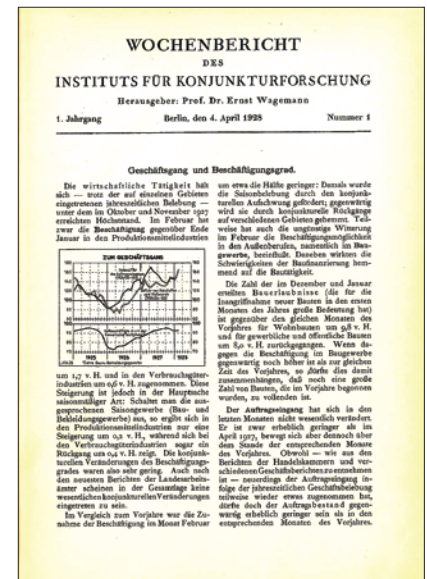 WOCHENBERICHT
DES
INSTITUTS FÜR KONJUNKTURFORSCHUNG
Herausgeber: Prof. Dr. Ernst Wagemann
1. Jahrgang Berlin, den 4. April 1928 Nummer 1
Geschäftsgang und Beschäftigungsgrad.
Die wirtschaftliche Tätigkeit hält
sich — trotz der auf einzelnen Gebieten
eingetretenen jahreszeitlichen Belebung —
unter dem im Oktober und November 1927
erreichten Höchstand. Im Februar hat
zwar die Beschäftigung gegenüber Ende
Januar in den Produktionsmittelindustrien
ZUM GESCHÄFTSGANG
1925 1926 1927 1928
um 1,7 v. H. und in den Verbrauchsgüter-
industrien um 0,6 v. H. zugenommen. Diese
Steigerung ist jedoch in der Hauptsache
saisonmäßiger Art: Schaltet man die aus-
gesprochenen Saisongewerbe (Bau- und
Bekleidungsgewerbe) aus, so ergibt sich in
den Produktionsmittelindustrien nur eine
Steigerung um 0,2 v. H., während sich bei
den Verbrauchsgüterindustrien sogar ein
Rückgang um 0,4 v. H. zeigt. Die konjunk-
turellen Veränderungen des Beschäftigungs-
grades waren also sehr gering. Auch nach
den neuesten Berichten der Landesarbeits-
ämter scheinen in der Gesamtlage keine
wesentlichen konjunkturellen Veränderungen
eingetreten zu sein.
Im Vergleich zum Vorjahr war die Zu-
nahme der Beschäftigung im Monat Februar
um etwa die Hälfte geringer: Damals wurde
die Saisonbelebung durch den konjunk-
turellen Aufschwung gefördert; gegenwärtig
wird sie durch konjunkturelle Rückgänge
auf verschiedenen Gebieten gehemmt. Teil-
weise hat auch die ungünstige Witterung
im Februar die Beschäftigungsmöglichkeit
in den Außenberufen, namentlich im Bau-
gewerbe, beeinflußt. Daneben wirkten die
Schwierigkeiten der Baufinanzierung hem-
mend auf die Bautätigkeit.
Die Zahl der im Dezember und Januar
erteilten Bauerlaubnisse (die für die
Inangriffnahme neuer Bauten in den ersten
Monaten des Jahres große Bedeutung hat)
ist gegenüber den gleichen Monaten des
Vorjahres für Wohnbauten um 9,8 v. H.
und für gewerbliche und öffentliche Bauten
um 8,0 v. H. zurückgegangen. Wenn da-
gegen die Beschäftigung im Baugewerbe
gegenwärtig noch höher ist als zur gleichen
Zeit des Vorjahres, so dürfte dies damit
zusammenhängen, daß noch eine große
Zahl von Bauten, die im Vorjahre begonnen
wurden, zu vollenden ist.
Der Auftragseingang hat sich in den
letzten Monaten nicht wesentlich verändert.
Er ist zwar erheblich geringer als im
April 1927, bewegt sich aber dennoch über
dem Stande der entsprechenden Monate
des Vorjahres. Obwohl — wie aus den
Berichten der Handelskammern und ver-
schiedenen Geschäftsberichten zu entnehmen
ist — neuerdings der Auftragseingang in-
folge der jahreszeitlichen Geschäftsbelebung
teilweise wieder etwas zugenommen hat,
dürfte doch der Auftragsbestand gegen-
wärtig erheblich geringer sein als in den
entsprechenden Monaten des Vorjahres.